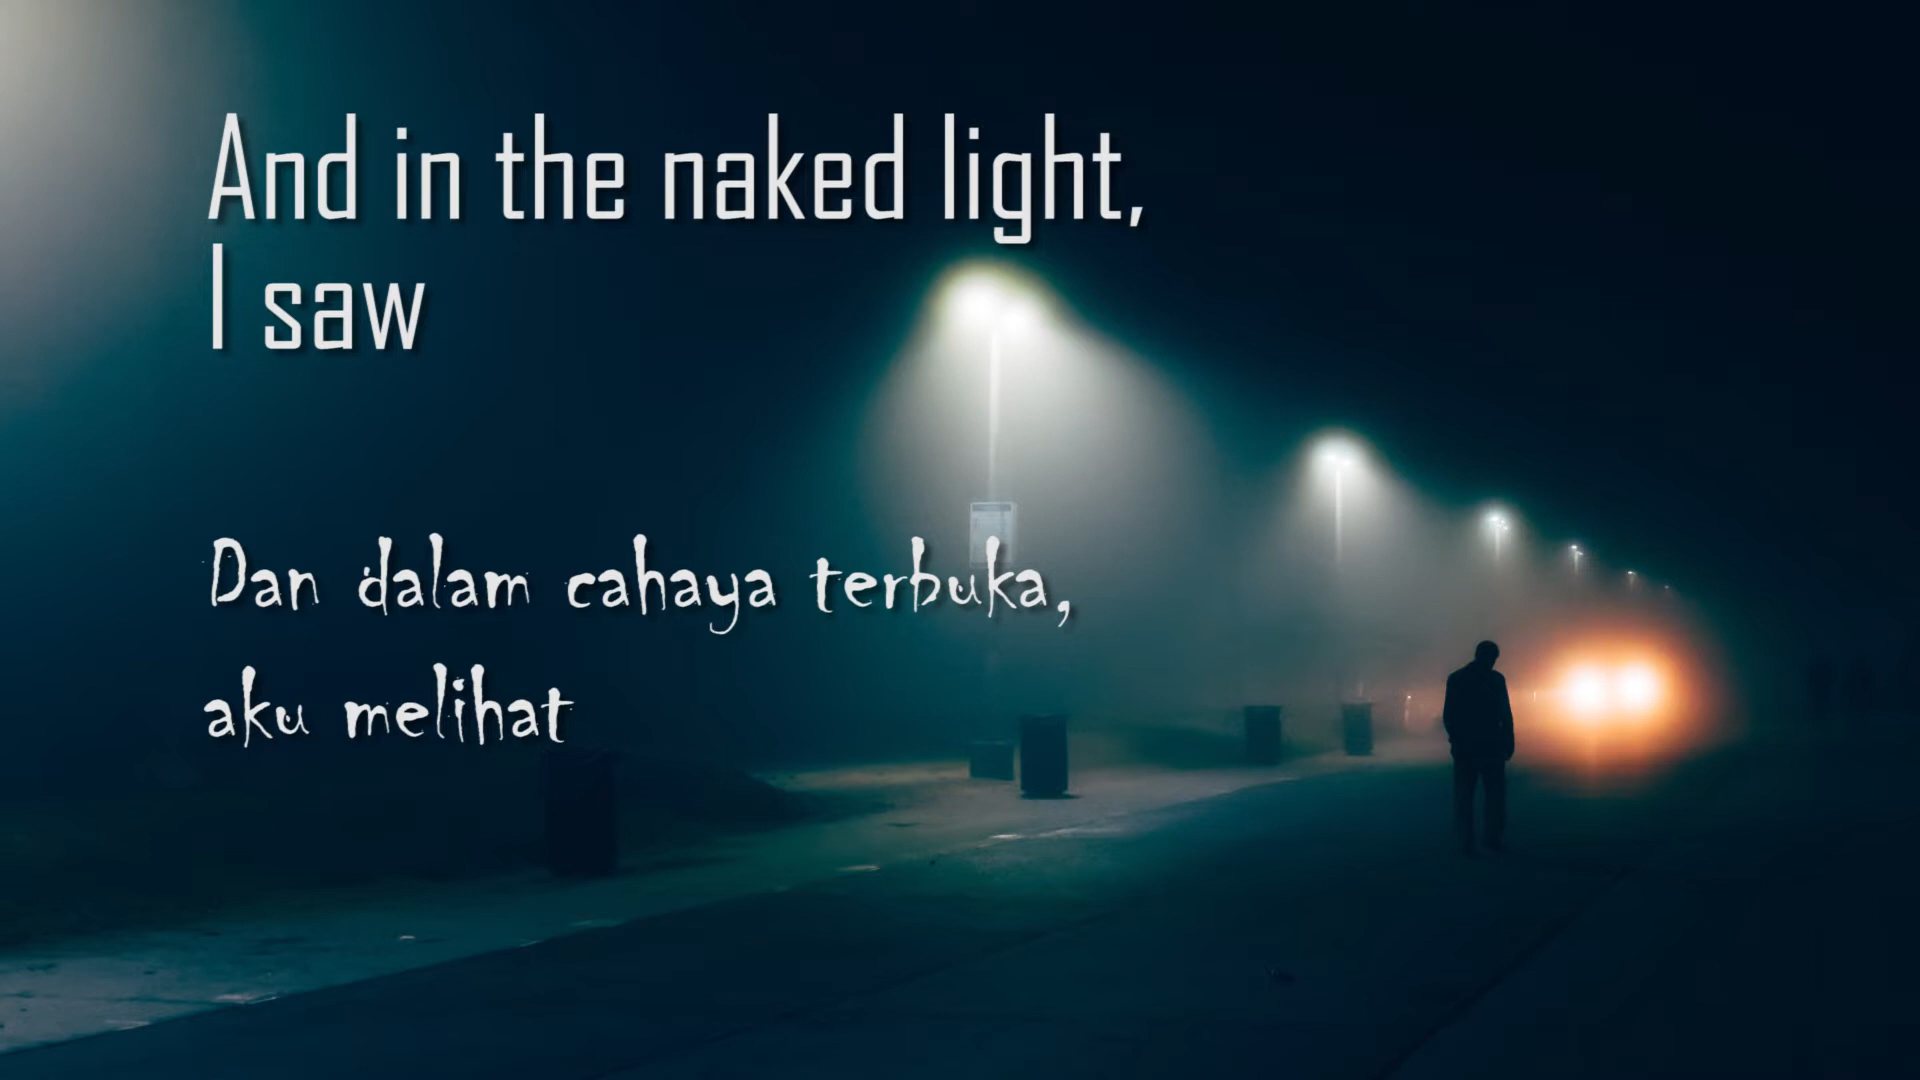 And in the naked light,
I saw
Dan dalam cahaya terbuka,
aku melihat